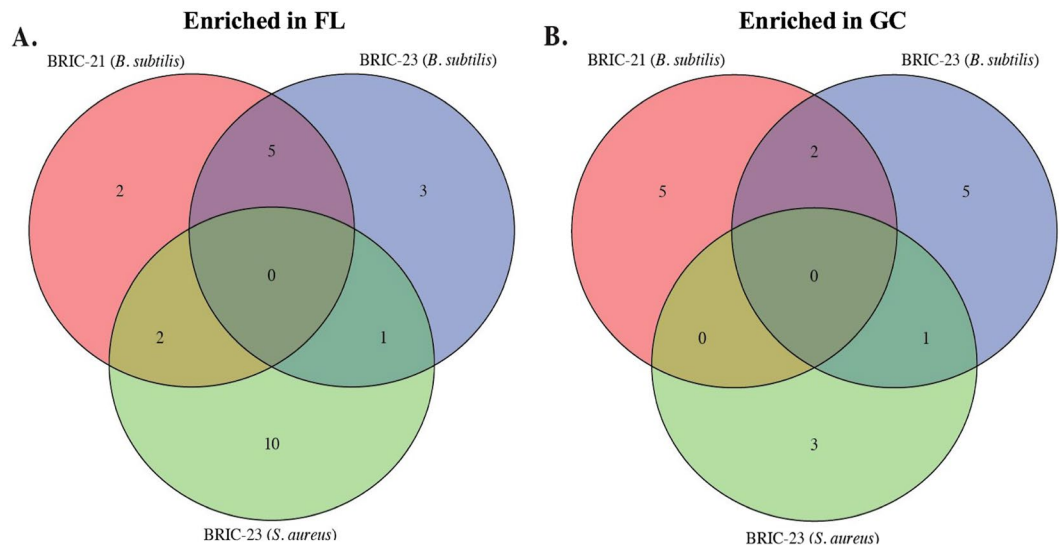 A.
Enriched in FL
BRIC-21 (B. subtilis)
BRIC-23 (B. subtilis)
5
2
3
0
2
1
10
BRIC-23 (S. aureus)
B.
Enriched in GC
BRIC-21 (B. subtilis)
BRIC-23 (B. subtilis)
2
5
5
0
0
1
3
BRIC-23 (S. aureus)